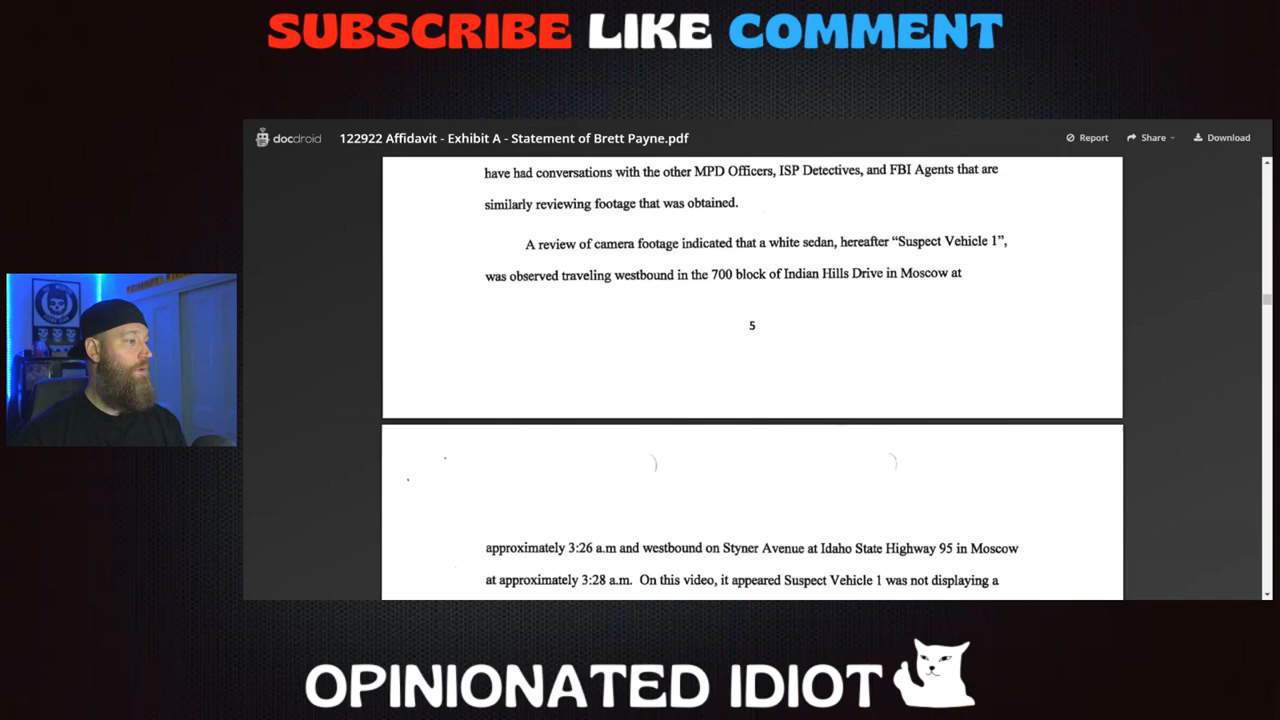 SUBSCRIBE LIKE COMMENT
docdroid
122922 Affidavit - Exhibit A - Statement of Brett Payne.pdf
Report
Share
Download
have had conversations with the other MPD Officers, ISP Detectives, and FBI Agents that are
similarly reviewing footage that was obtained.
A review of camera footage indicated that a white sedan, hereafter “Suspect Vehicle 1”,
was observed traveling westbound in the 700 block of Indian Hills Drive in Moscow at
5
approximately 3:26 a.m and westbound on Styner Avenue at Idaho State Highway 95 in Moscow
at approximately 3:28 a.m. On this video, it appeared Suspect Vehicle 1 was not displaying a
OPINIONATED IDIOT